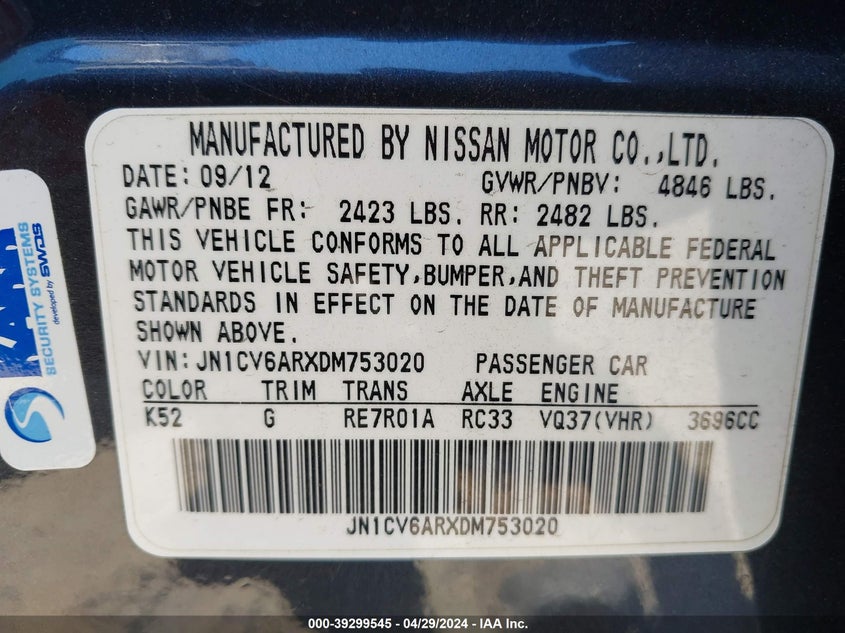 MANUFACTURED BY NISSAN MOTOR CO.,LTD.
DATE: 09/12 GVWR/PNBV: 4846 LBS.
GAWR/PNBE FR: 2423 LBS. RR: 2482 LBS.
THIS VEHICLE CONFORMS TO ALL APPLICABLE FEDERAL
MOTOR VEHICLE SAFETY,BUMPER,AND THEFT PREVENTION
STANDARDS IN EFFECT ON THE DATE OF MANUFACTURE
SHOWN ABOVE.
VIN: JN1CV6ARXDM753020 PASSENGER CAR
COLOR TRIM TRANS AXLE ENGINE
K52 G RE7R01A RC33 VQ37(VHR) 3696CC
JN1CV6ARXDM753020
SECURITY SYSTEMS
developed by SWDS
000-39299545 - 04/29/2024 - IAA Inc.